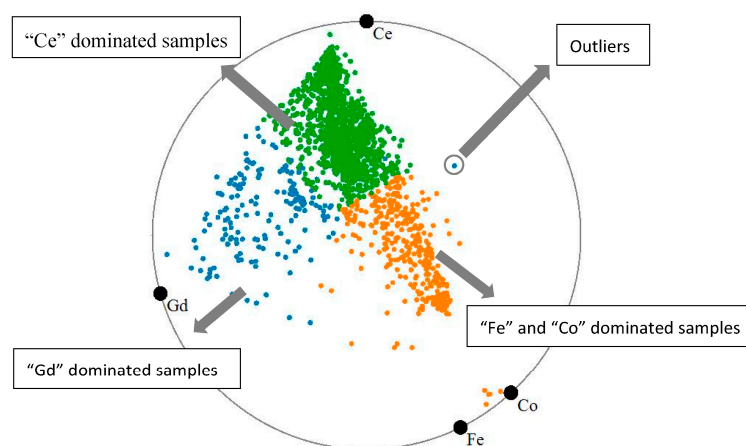 “Ce” dominated samples
Ce
Outliers
Gd
“Gd” dominated samples
“Fe” and “Co” dominated samples
Co
Fe